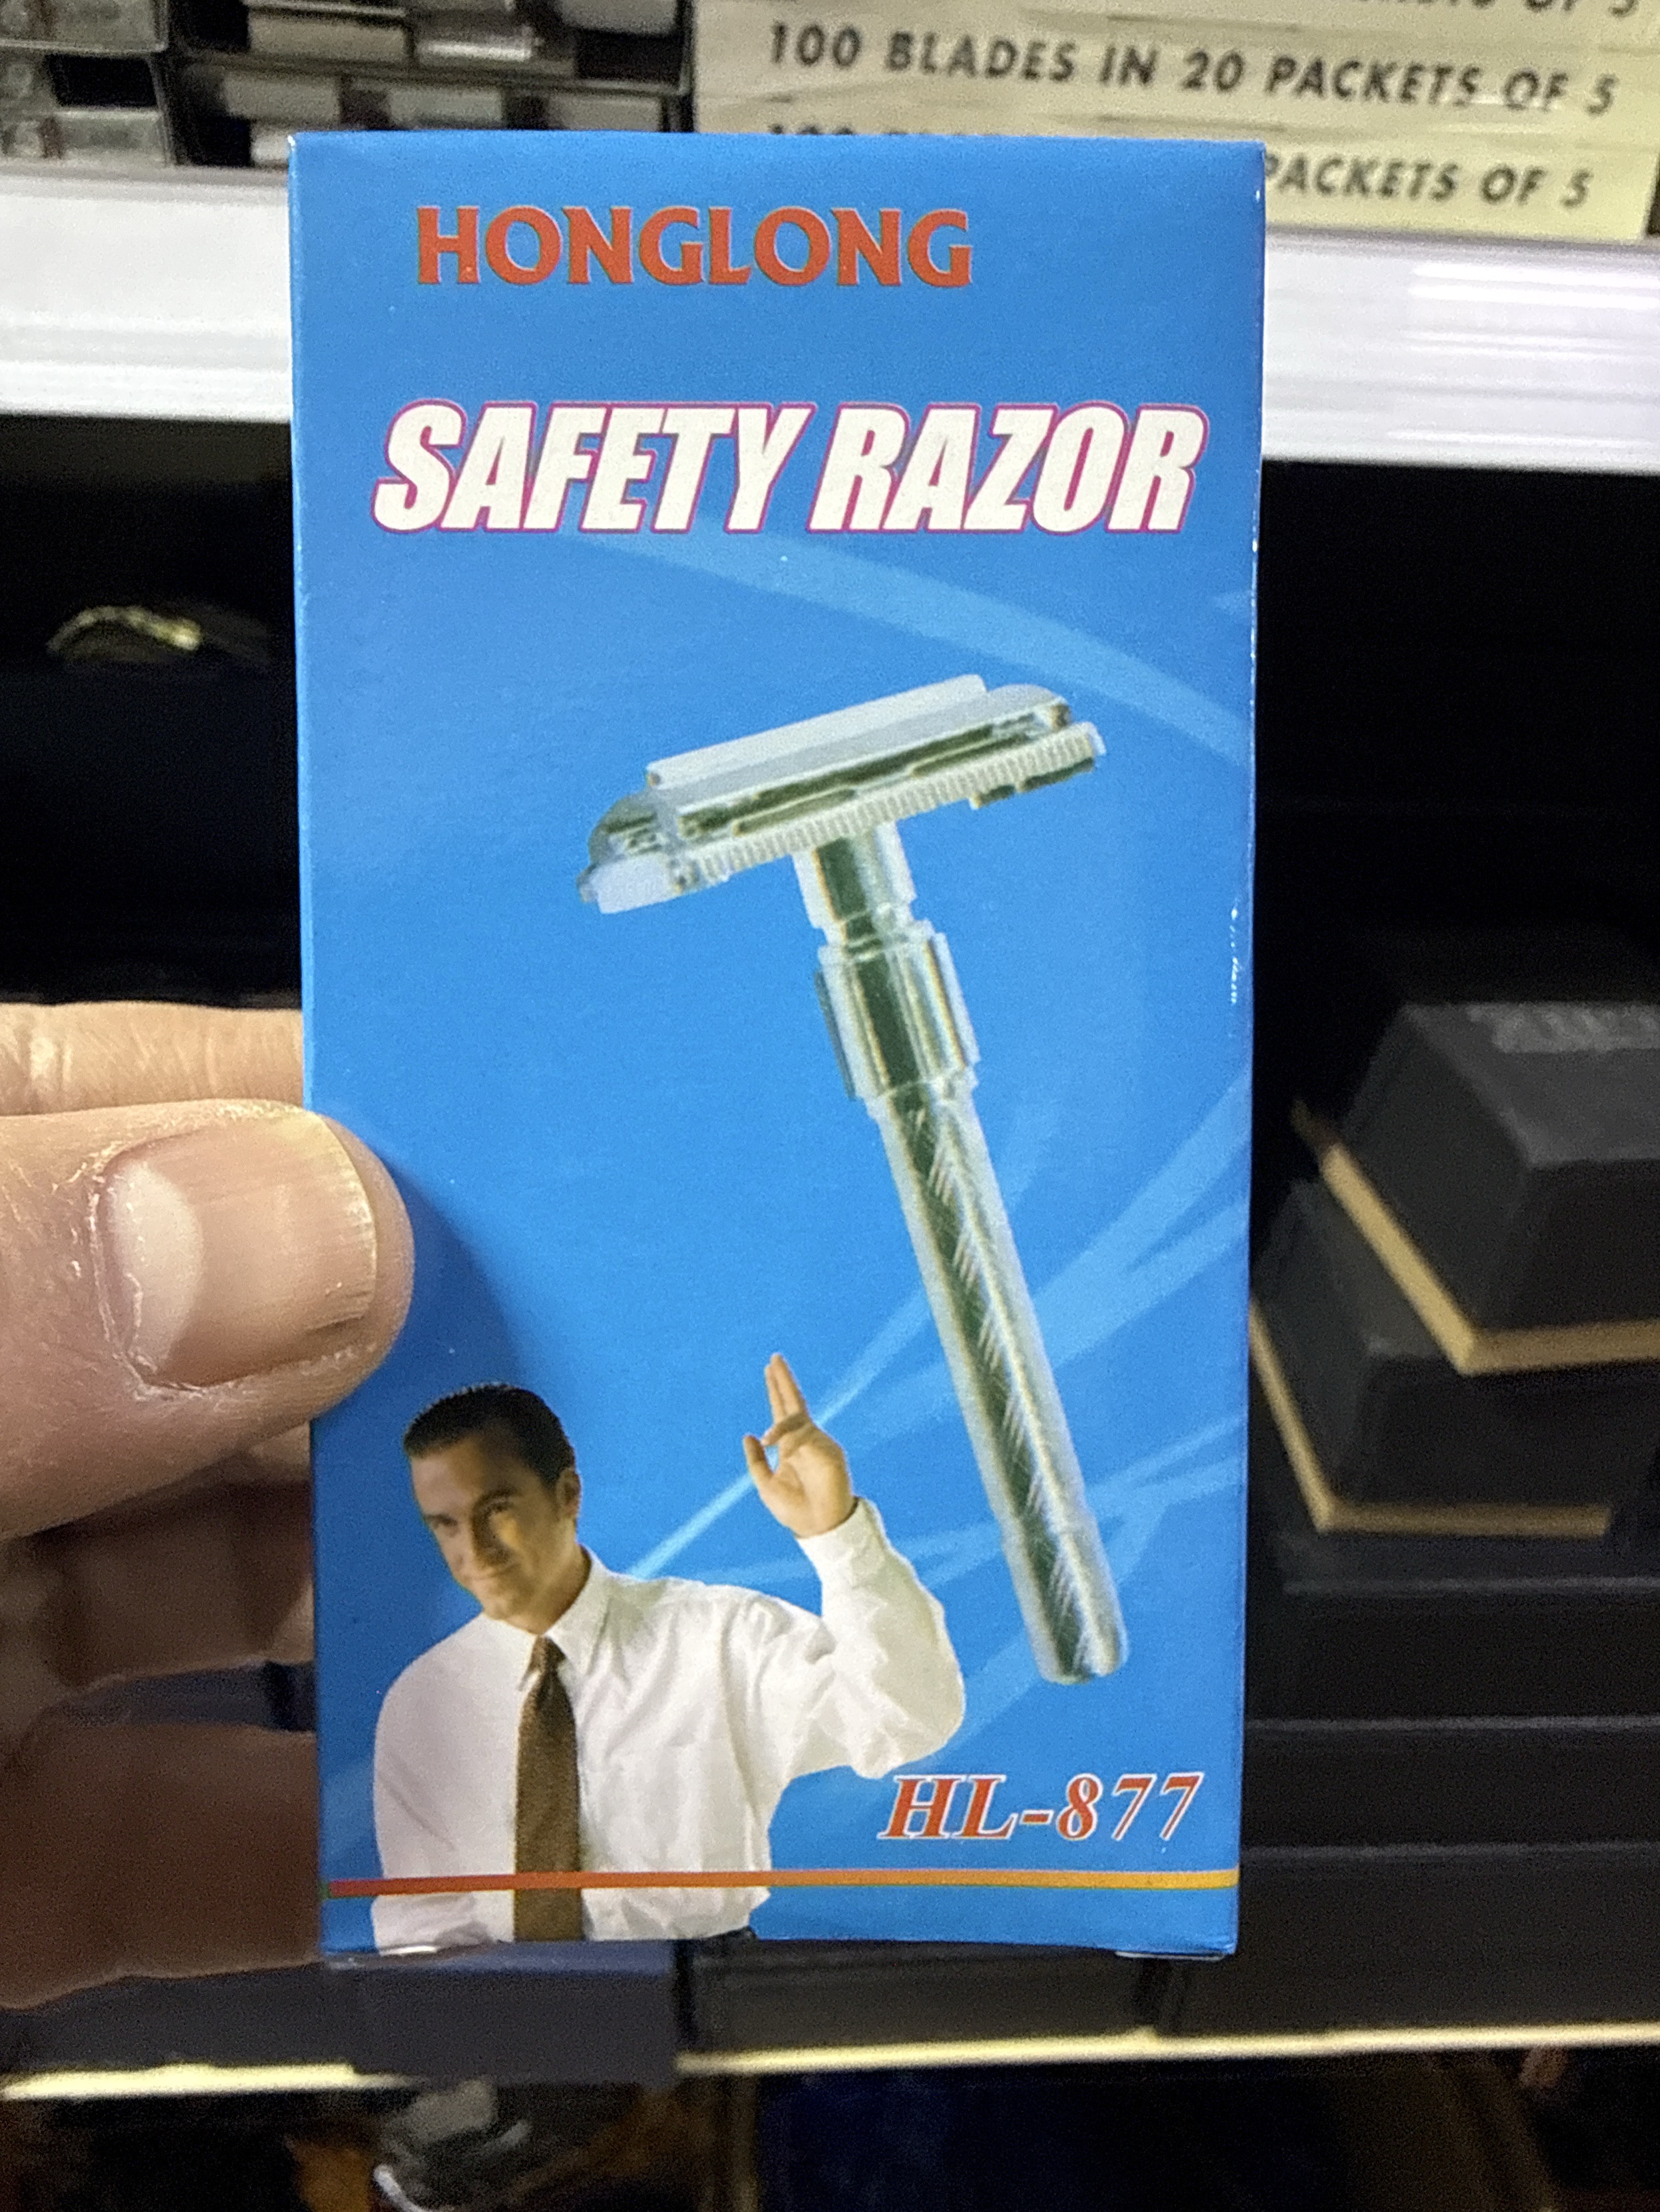 100 BLADES IN 20 PACKETS OF 5
PACKETS OF 5
HONGLONG
SAFETY RAZOR
HL-877